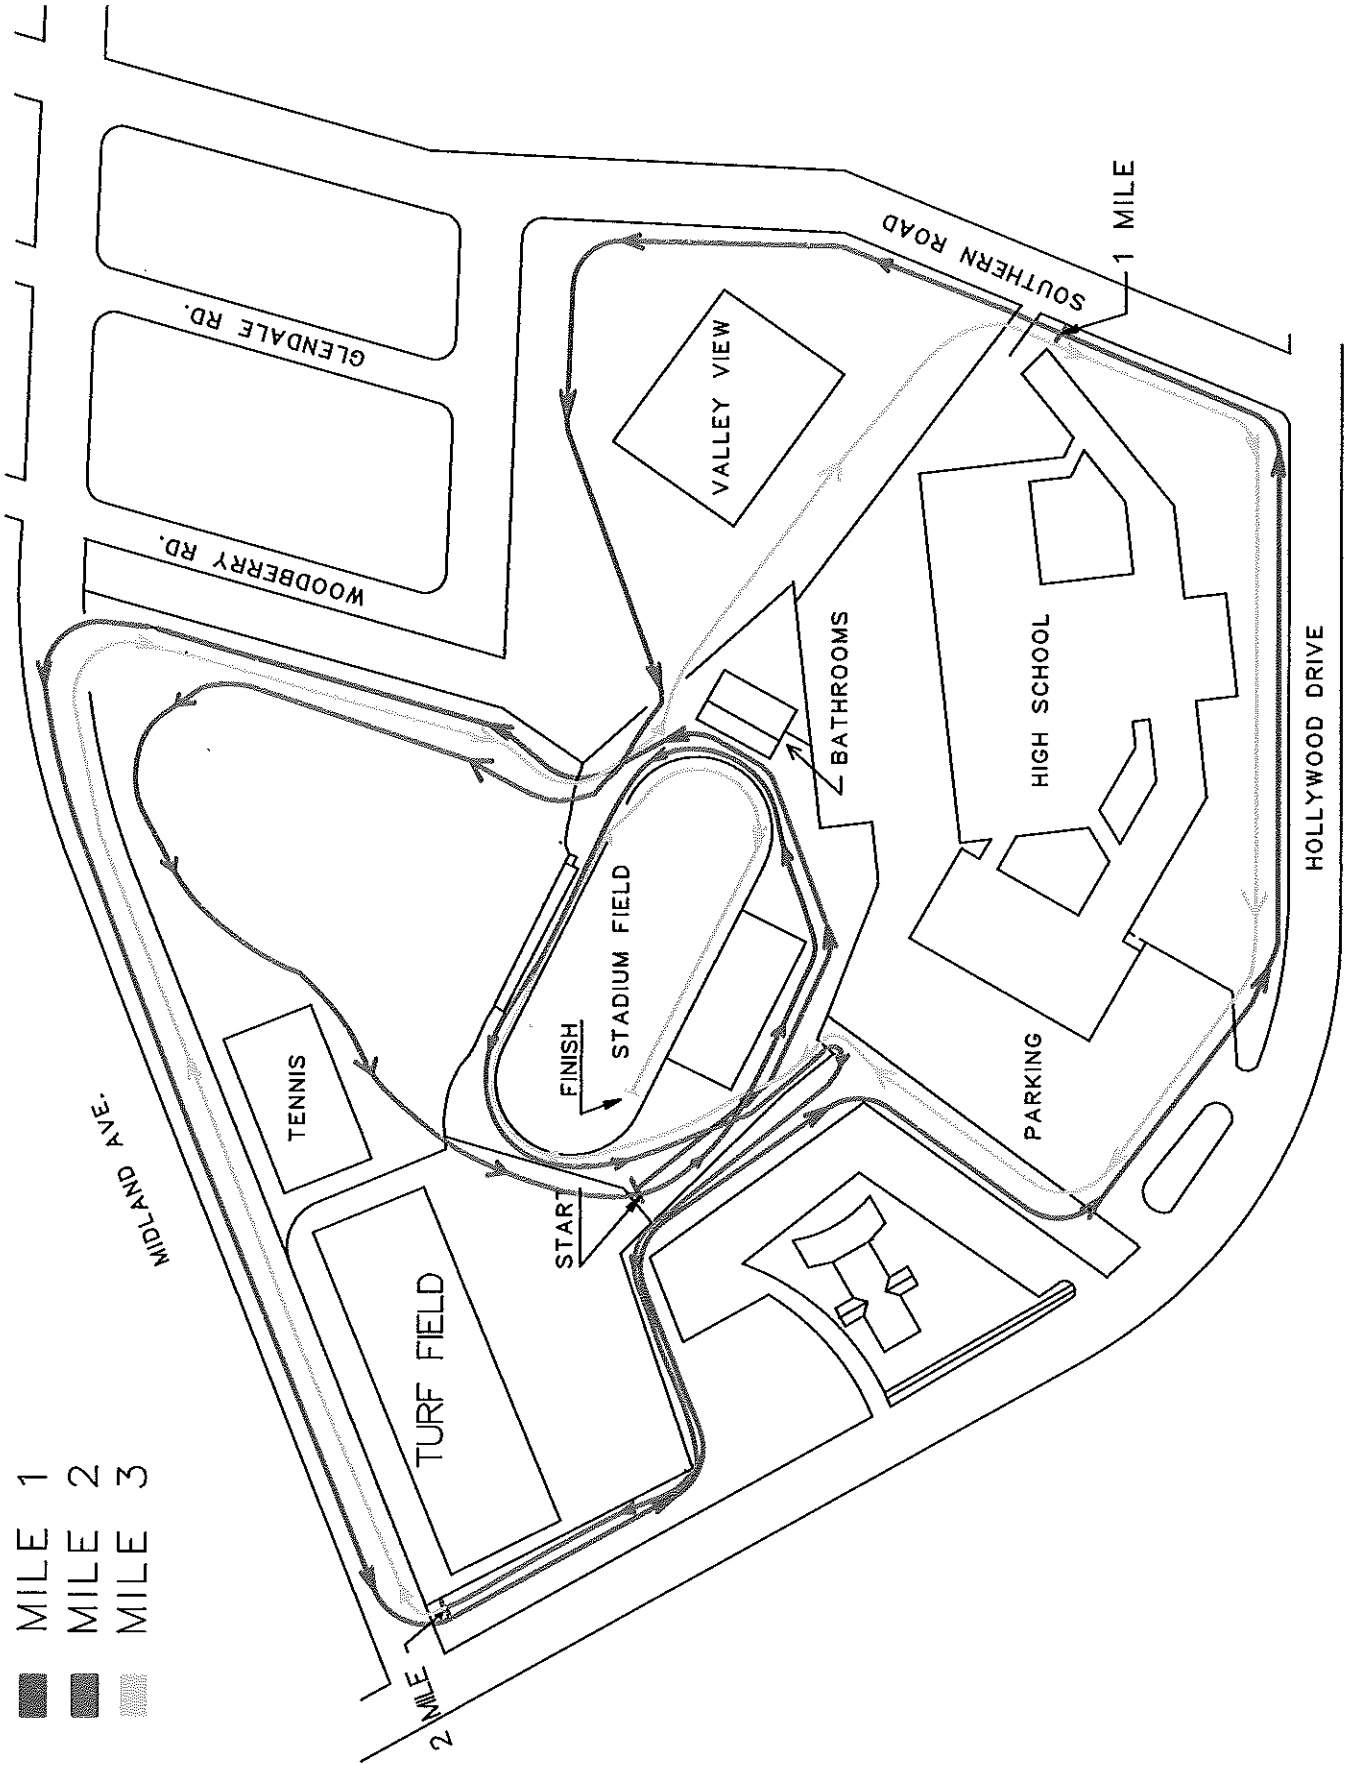 MILE 1
MILE 2
MILE 3
MIDLAND AVE.
WOODBERRY RD.
GLENDALE RD.
SOUTHERN ROAD
1 MILE
VALLEY VIEW
TENNIS
TURF FIELD
START
FINISH
STADIUM FIELD
BATHROOMS
HIGH SCHOOL
PARKING
HOLLYWOOD DRIVE
2 MILE